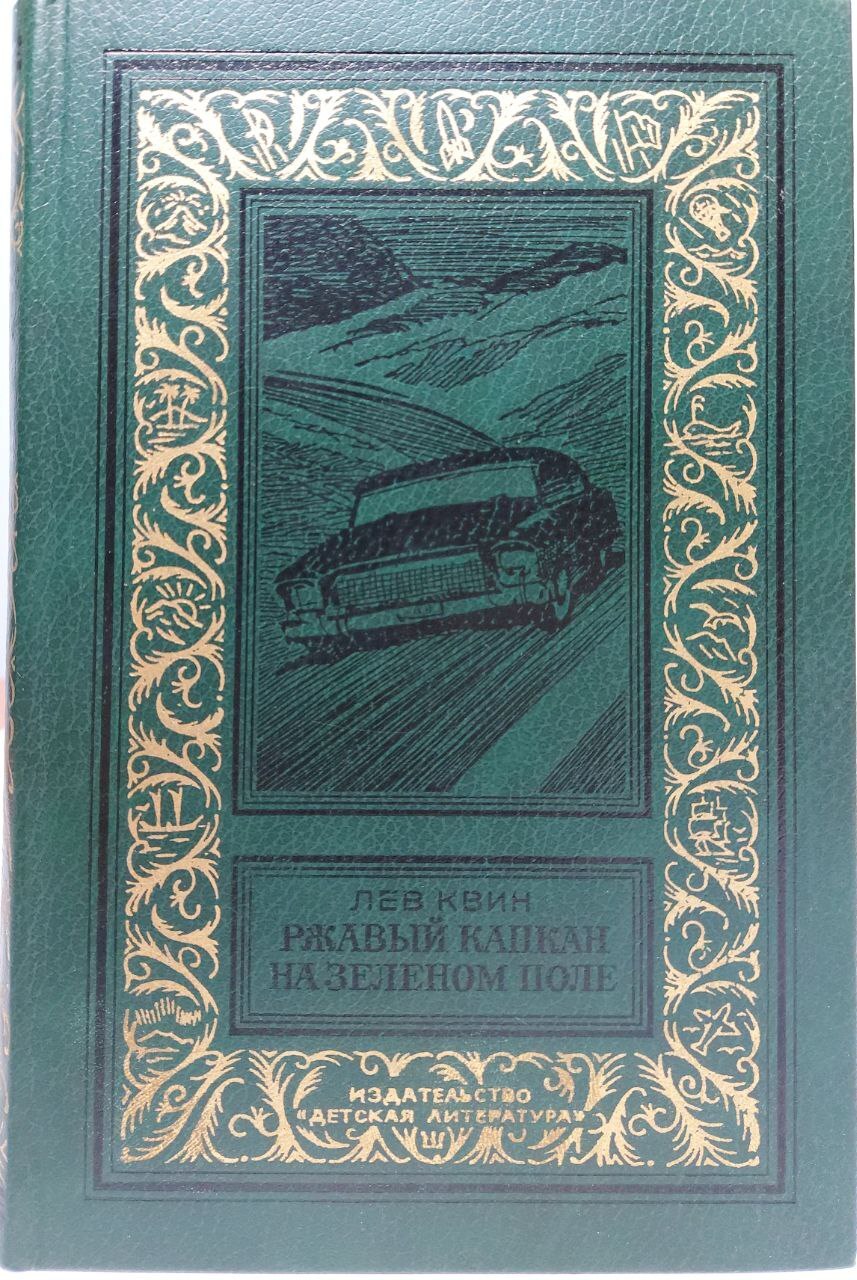 ЛЕВ КВИН
РЖАВЫЙ КАПКАН
НА ЗЕЛЕНОМ ПОЛЕ
ИЗДАТЕЛЬСТВО
«ДЕТСКАЯ ЛИТЕРАТУРА»